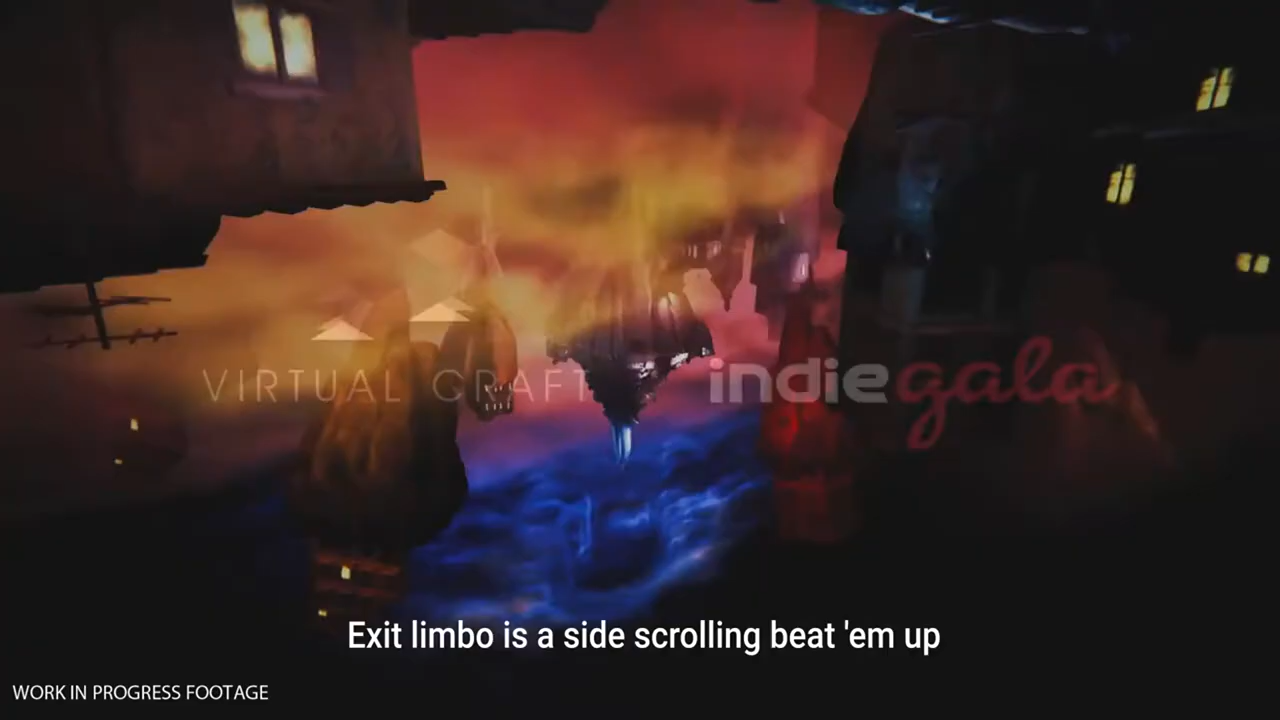 VIRTUAL CRAFT
indiegala
Exit limbo is a side scrolling beat 'em up
WORK IN PROGRESS FOOTAGE